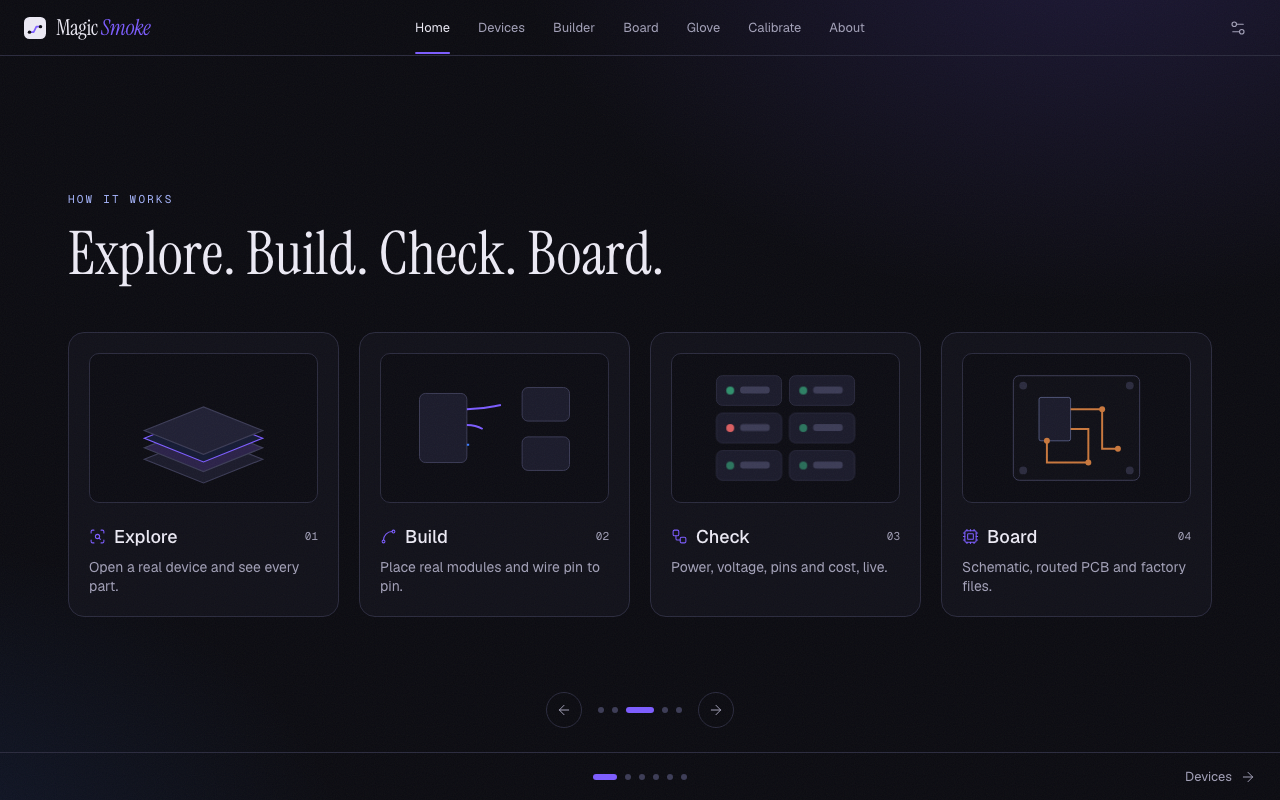 Magic Smoke
Home
Devices
Builder
Board
Glove
Calibrate
About
HOW IT WORKS
Explore. Build. Check. Board.
Explore
01
Open a real device and see every
part.
Build
02
Place real modules and wire pin to
pin.
Check
03
Power, voltage, pins and cost, live.
Board
04
Schematic, routed PCB and factory
files.
Devices